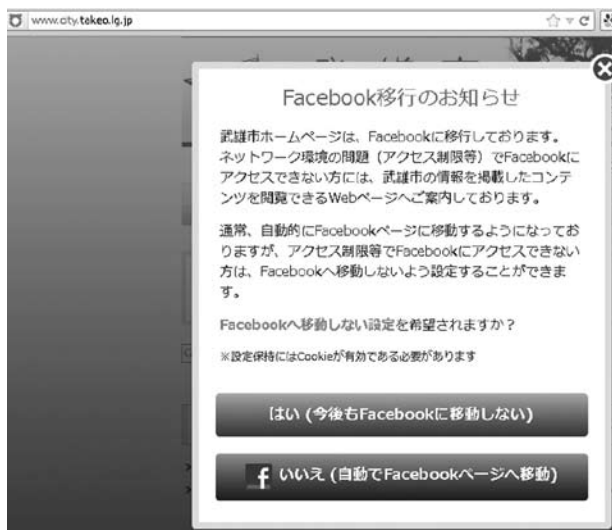 www.city.takeo.lg.jp
Facebook移行のお知らせ
武雄市ホームページは、Facebookに移行しております。
ネットワーク環境の問題（アクセス制限等）でFacebookに
アクセスできない方には、武雄市の情報を掲載したコンテ
ンツを閲覧できるWebページへご案内しております。
通常、自動的にFacebookページに移動するようになってお
りますが、アクセス制限等でFacebookにアクセスできない
方は、Facebookへ移動しないよう設定することができま
す。
Facebookへ移動しない設定を希望されますか？
※設定保持にはCookieが有効である必要があります
はい (今後もFacebookに移動しない)
f いいえ (自動でFacebookページへ移動)